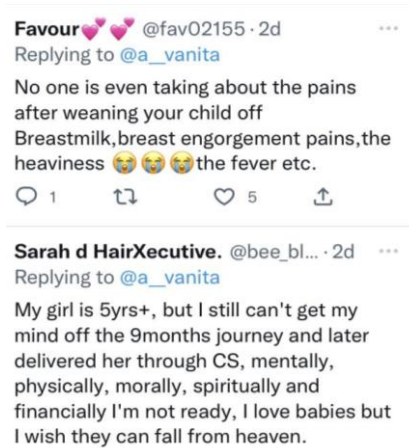 Favour💕💕 @fav02155 · 2d
Replying to @a__vanita
No one is even taking about the pains
after weaning your child off
Breastmilk,breast engorgement pains,the
heaviness 😭😭😭the fever etc.
1 5
Sarah d HairXecutive. @bee_bl... · 2d
Replying to @a__vanita
My girl is 5yrs+, but I still can't get my
mind off the 9months journey and later
delivered her through CS, mentally,
physically, morally, spiritually and
financially I'm not ready, I love babies but
I wish they can fall from heaven.